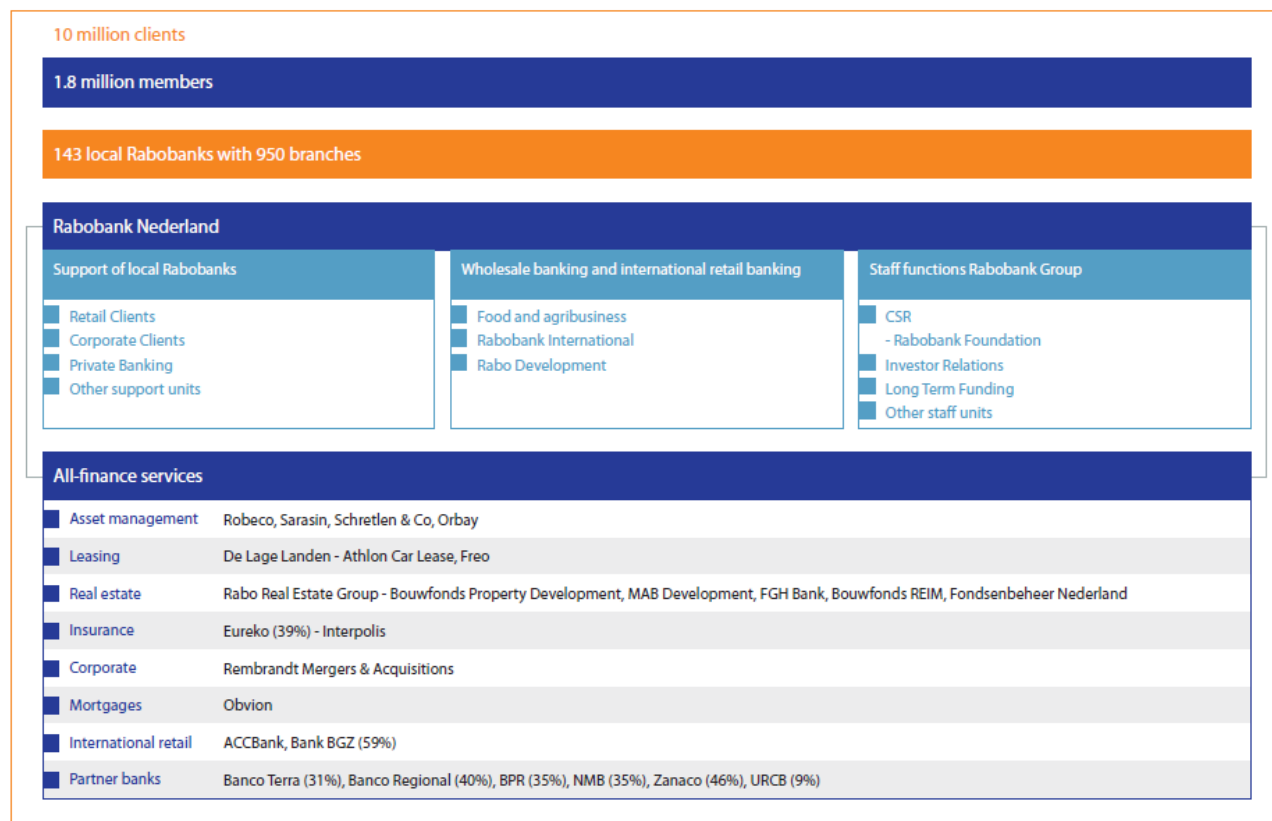 10 million clients
1.8 million members
143 local Rabobanks with 950 branches
Rabobank Nederland
Support of local Rabobanks
Retail Clients
Corporate Clients
Private Banking
Other support units
Wholesale banking and international retail banking
Food and agribusiness
Rabobank International
Rabo Development
Staff functions Rabobank Group
CSR
- Rabobank Foundation
Investor Relations
Long Term Funding
Other staff units
All-finance services
Asset management Robeco, Sarasin, Schretlen & Co, Orbay
Leasing De Lage Landen - Athlon Car Lease, Freo
Real estate Rabo Real Estate Group - Bouwfonds Property Development, MAB Development, FGH Bank, Bouwfonds REIM, Fondsenbeheer Nederland
Insurance Eureko (39%) - Interpolis
Corporate Rembrandt Mergers & Acquisitions
Mortgages Obvion
International retail ACCBank, Bank BGZ (59%)
Partner banks Banco Terra (31%), Banco Regional (40%), BPR (35%), NMB (35%), Zanaco (46%), URCB (9%)